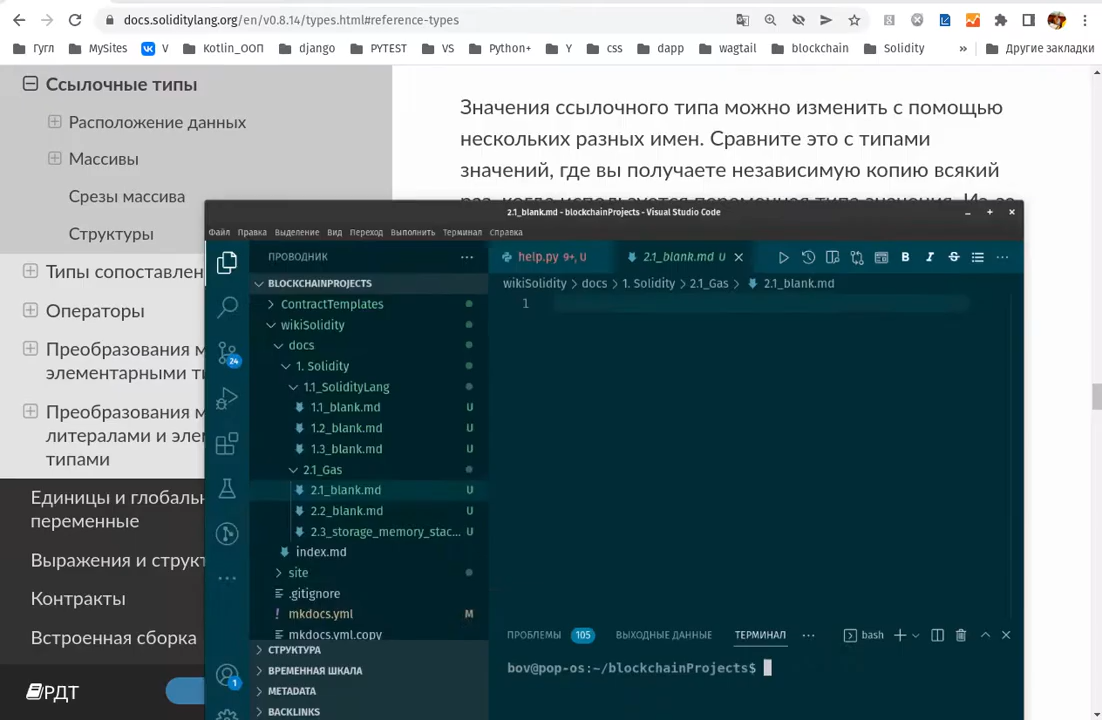 docs.soliditylang.org/en/v0.8.14/types.html#reference-types
Гугл
MySites
V
Kotlin_ООП
django
PYTEST
VS
Python+
Y
css
dapp
wagtail
blockchain
Solidity
»
Другие закладки
Ссылочные типы
Расположение данных
Массивы
Срезы массива
Структуры
Типы сопоставлен
Операторы
Преобразования м
элементарными ти
Преобразования м
литералами и эле
типами
Единицы и глобаль
переменные
Выражения и структ
Контракты
Встроенная сборка
РДТ
Значения ссылочного типа можно изменить с помощью
нескольких разных имен. Сравните это с типами
значений, где вы получаете независимую копию всякий
2.1_blank.md - blockchainProjects - Visual Studio Code
Файл Правка Выделение Вид Переход Выполнить Терминал Справка
ПРОВОДНИК
BLOCKCHAINPROJECTS
ContractTemplates
wikiSolidity
docs
1. Solidity
1.1_SolidityLang
1.1_blank.md U
1.2_blank.md U
1.3_blank.md U
2.1_Gas
2.1_blank.md U
2.2_blank.md U
2.3_storage_memory_stac... U
index.md
site
.gitignore
! mkdocs.yml M
mkdocs.yml.copy
СТРУКТУРА
ВРЕМЕННАЯ ШКАЛА
METADATA
BACKLINKS
24
1
help.py 9+, U
2.1_blank.md U
B I S
wikiSolidity > docs > 1. Solidity > 2.1_Gas > 2.1_blank.md
1
ПРОБЛЕМЫ 105 ВЫХОДНЫЕ ДАННЫЕ ТЕРМИНАЛ ··· bash
bov@pop-os:~/blockchainProjects$